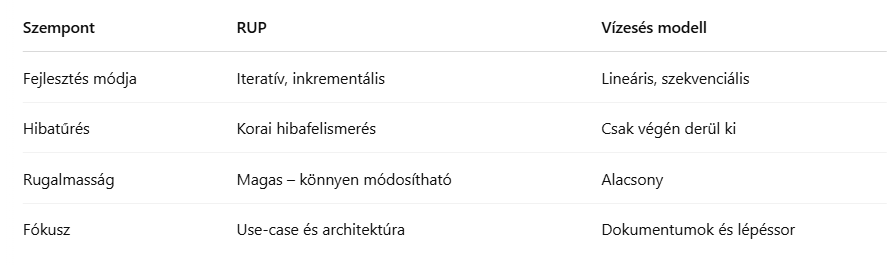 Szempont RUP Vízesés modell
Fejlesztés módja Iteratív, inkrementális Lineáris, szekvenciális
Hibatűrés Korai hibafelismerés Csak végén derül ki
Rugalmasság Magas – könnyen módosítható Alacsony
Fókusz Use-case és architektúra Dokumentumok és lépéssor